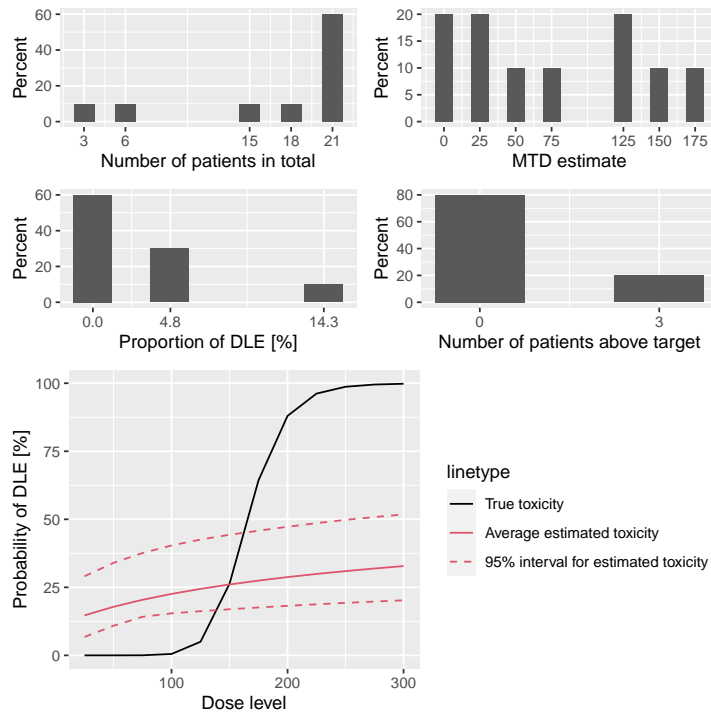 60
40
20
0
Percent
3 6 15 18 21
Number of patients in total
20
15
10
5
0
Percent
0 25 50 75 125 150 175
MTD estimate
60
40
20
0
Percent
0.0 4.8 14.3
Proportion of DLE [%]
80
60
40
20
0
Percent
0 3
Number of patients above target
100
75
50
25
0
Probability of DLE [%]
100 200 300
Dose level
linetype
True toxicity
Average estimated toxicity
95% interval for estimated toxicity